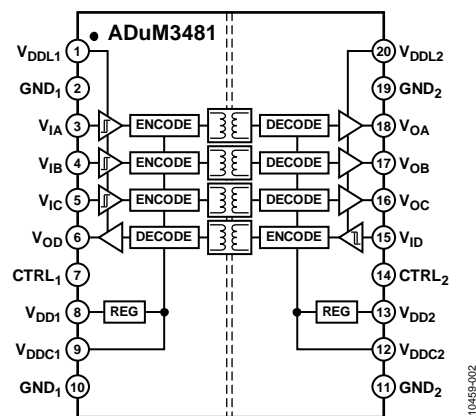 ADuM3481
VDDL1 1
20 VDDL2
GND1 2
19 GND2
VIA 3 ENCODE DECODE 18 VOA
VIB 4 ENCODE DECODE 17 VOB
VIC 5 ENCODE DECODE 16 VOC
VOD 6 DECODE ENCODE 15 VID
CTRL1 7
14 CTRL2
VDD1 8 REG REG 13 VDD2
VDDC1 9
12 VDDC2
GND1 10
11 GND2
10459-002